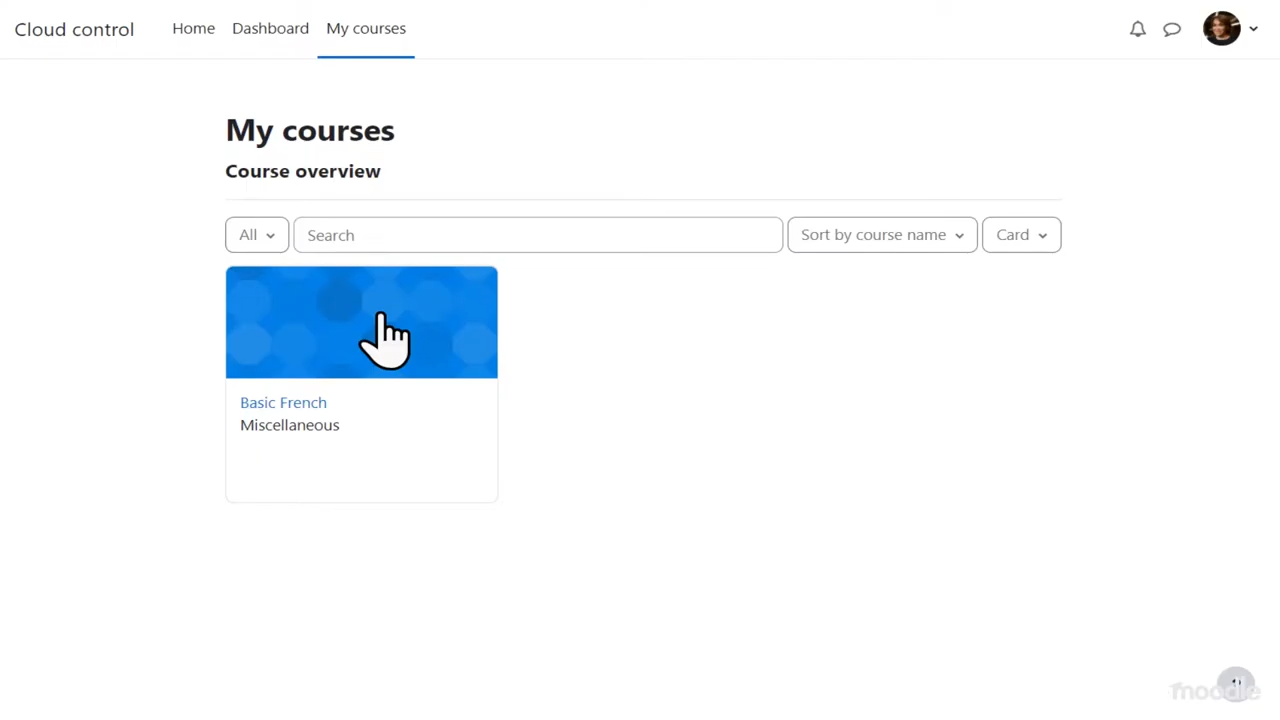 Cloud control Home Dashboard My courses
My courses
Course overview
All Search Sort by course name Card
Basic French
Miscellaneous
moodle